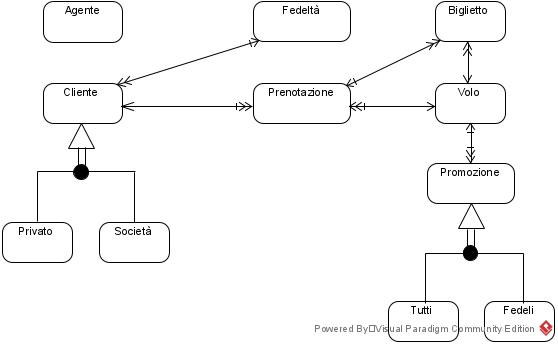 Agente
Fedeltà
Biglietto
Cliente
Prenotazione
Volo
Promozione
Privato
Società
Tutti
Fedeli
Powered By Visual Paradigm Community Edition